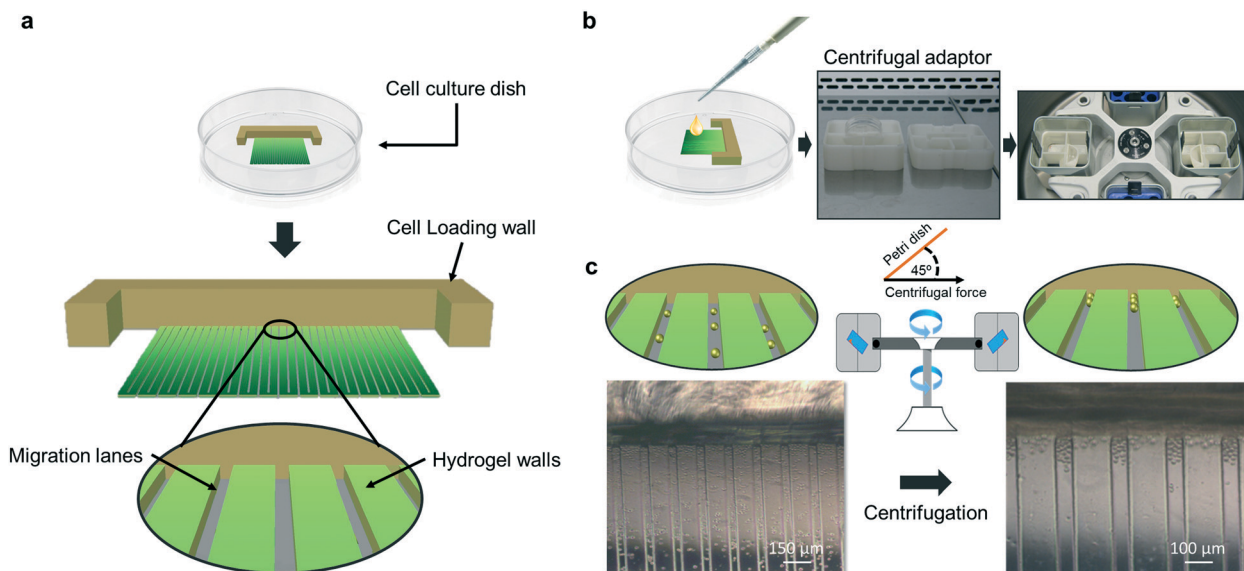 a
Cell culture dish
Cell Loading wall
Migration lanes
Hydrogel walls
b
Centrifugal adaptor
c
Petri dish
45º
Centrifugal force
Centrifugation
150 µm
100 µm